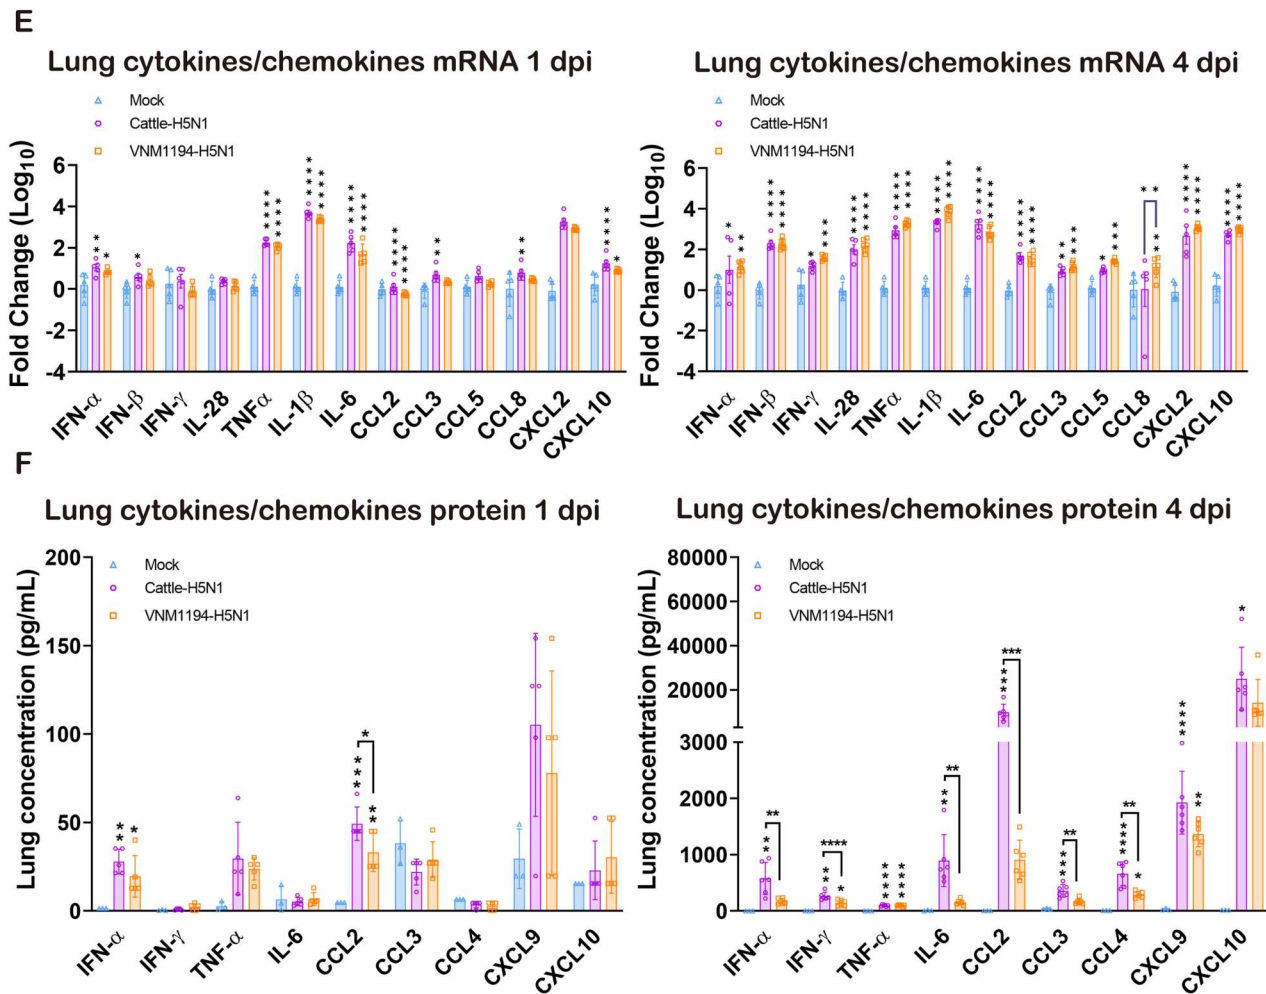 E
Lung cytokines/chemokines mRNA 1 dpi
Mock
Cattle-H5N1
VNM1194-H5N1
Fold Change (Log10)
6
4
2
0
-2
-4
**
*
*
****
****
****
****
****
****
****
****
**
**
****
*
IFN-α
IFN-β
IFN-γ
IL-28
TNFα
IL-1β
IL-6
CCL2
CCL3
CCL5
CCL8
CXCL2
CXCL10
Lung cytokines/chemokines mRNA 4 dpi
Mock
Cattle-H5N1
VNM1194-H5N1
Fold Change (Log10)
6
4
2
0
-2
-4
IFN-α
IFN-β
IFN-γ
IL-28
TNFα
IL-1β
IL-6
CCL2
CCL3
CCL5
CCL8
CXCL2
CXCL10
F
Lung cytokines/chemokines protein 1 dpi
Mock
Cattle-H5N1
VNM1194-H5N1
Lung concentration (pg/mL)
200
150
100
50
0
**
*
***
*
**
IFN-α
IFN-γ
TNF-α
IL-6
CCL2
CCL3
CCL4
CXCL9
CXCL10
Lung cytokines/chemokines protein 4 dpi
Mock
Cattle-H5N1
VNM1194-H5N1
Lung concentration (pg/mL)
80000
60000
40000
20000
3000
2000
1000
0
**
**
****
*
****
****
**
**
***
***
**
****
**
*
****
**
*
IFN-α
IFN-γ
TNF-α
IL-6
CCL2
CCL3
CCL4
CXCL9
CXCL10